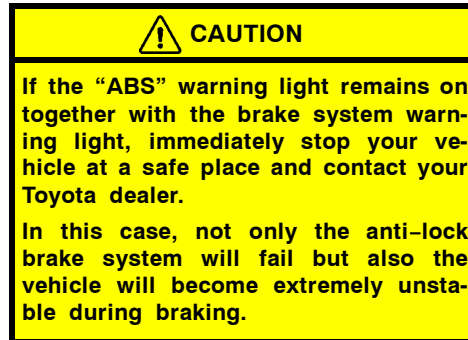 CAUTION
If the “ABS” warning light remains on
together with the brake system warn-
ing light, immediately stop your ve-
hicle at a safe place and contact your
Toyota dealer.
In this case, not only the anti−lock
brake system will fail but also the
vehicle will become extremely unsta-
ble during braking.